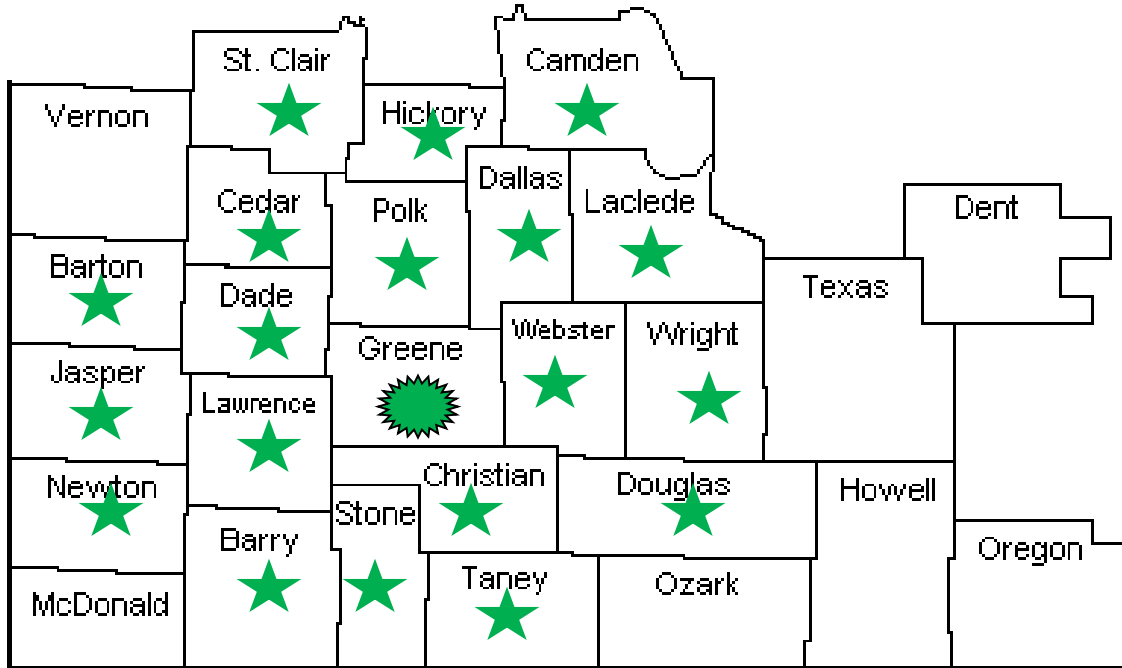 St. Clair
Camden
Vernon
Hickory
Dallas
Cedar
Polk
Laclede
Dent
Barton
Dade
Texas
Webster
Wright
Greene
Jasper
Lawrence
Christian
Newton
Douglas
Howell
Stone
Barry
Oregon
McDonald
Taney
Ozark